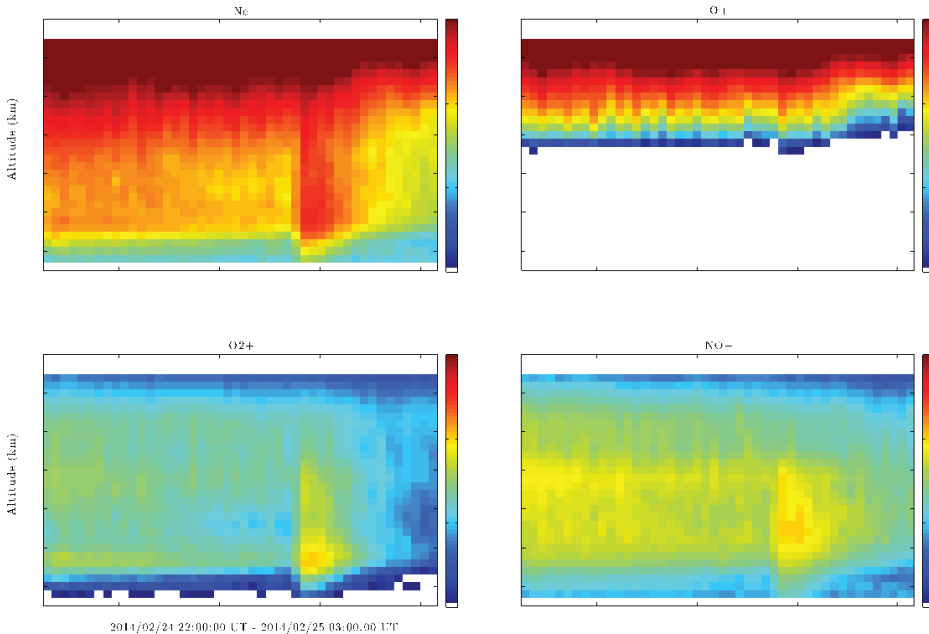 Ne
O+
Altitude (km)
O2+
NO+
Altitude (km)
2014/02/24 22:00:00 UT - 2014/02/25 03:00:00 UT